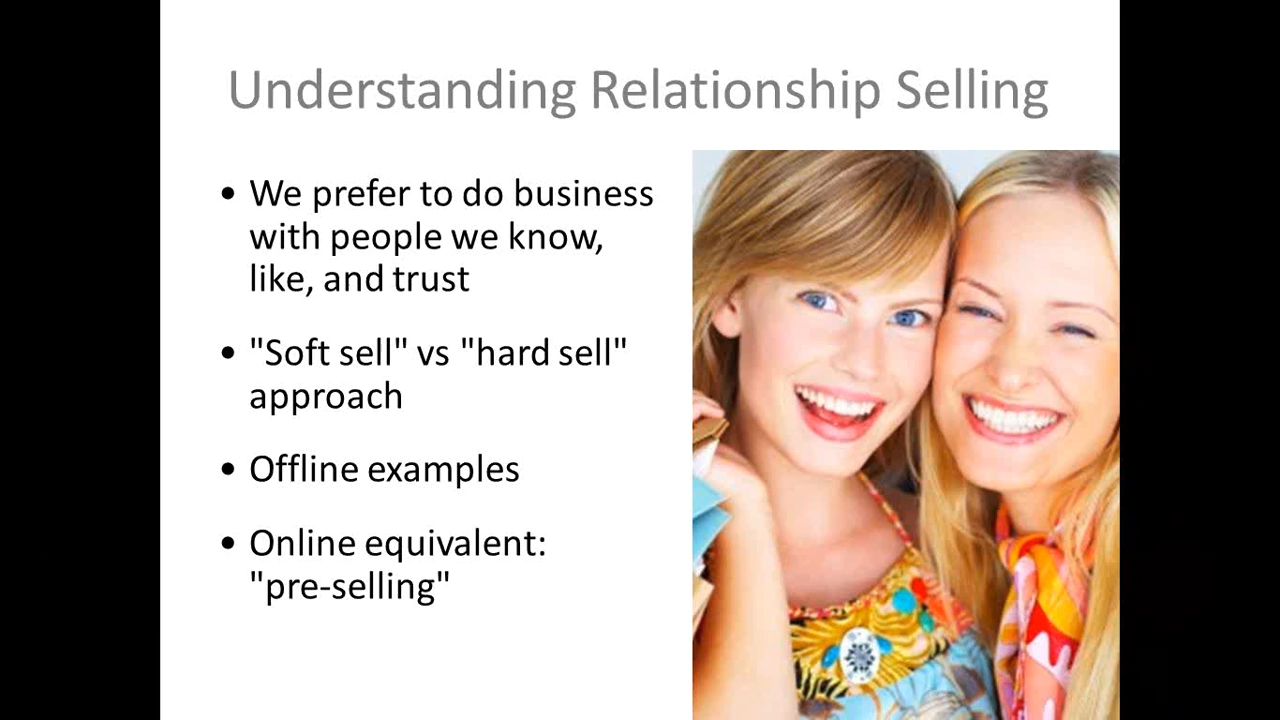 Understanding Relationship Selling
• We prefer to do business
with people we know,
like, and trust
• "Soft sell" vs "hard sell"
approach
• Offline examples
• Online equivalent:
"pre-selling"